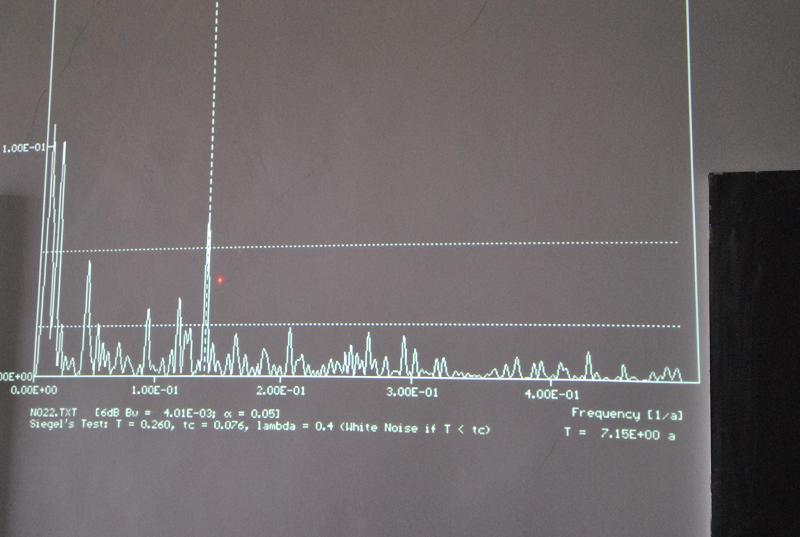 1.00E-01
00E+00
0.00E+00 1.00E-01 2.00E-01 3.00E-01 4.00E-01
N022.TXT [6dB Bw = 4.01E-03; α = 0.05] Frequency [1/a]
Siegel's Test: T = 0.260, tc = 0.076, lambda = 0.4 (White Noise if T < tc) T = 7.15E+00 a